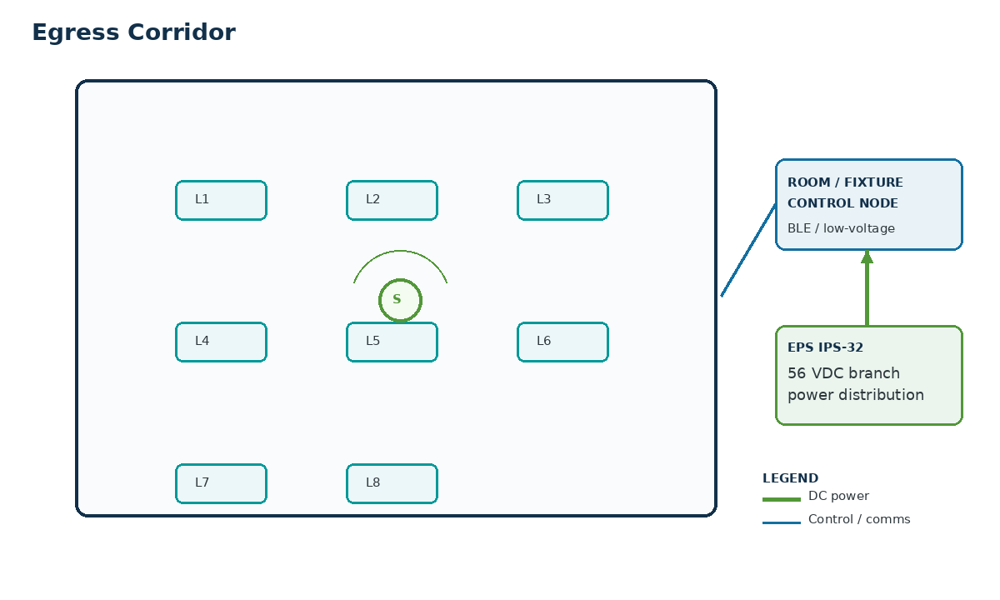 Egress Corridor
L1
L2
L3
S
L4
L5
L6
L7
L8
ROOM / FIXTURE
CONTROL NODE
BLE / low-voltage
EPS IPS-32
56 VDC branch
power distribution
LEGEND
DC power
Control / comms